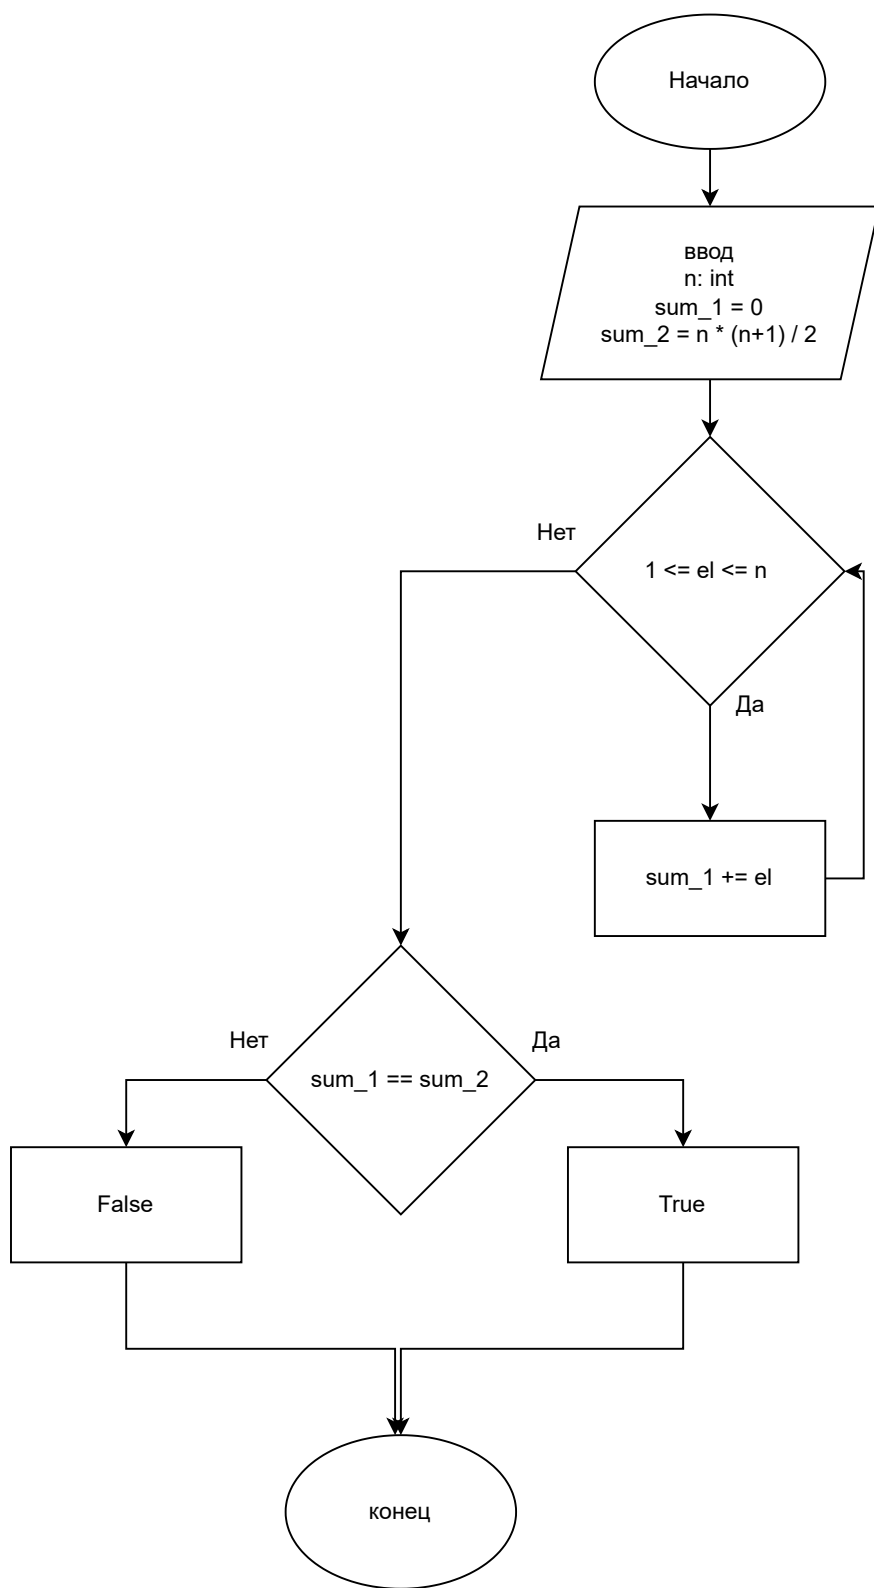 Начало
ввод
n: int
sum_1 = 0
sum_2 = n * (n+1) / 2
Нет
1 <= el <= n
Да
sum_1 += el
Нет
Да
sum_1 == sum_2
False
True
конец